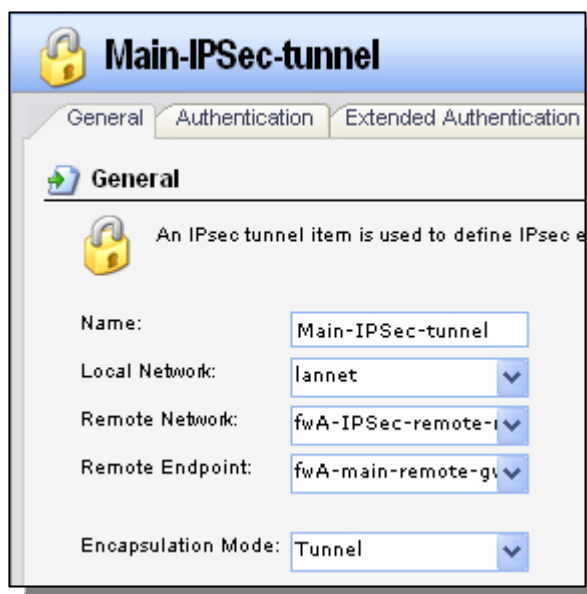 Main-IPSec-tunnel
General Authentication Extended Authentication
General
An IPsec tunnel item is used to define IPsec e
Name: Main-IPSec-tunnel
Local Network: lannet
Remote Network: fwA-IPSec-remote-
Remote Endpoint: fwA-main-remote-g
Encapsulation Mode: Tunnel